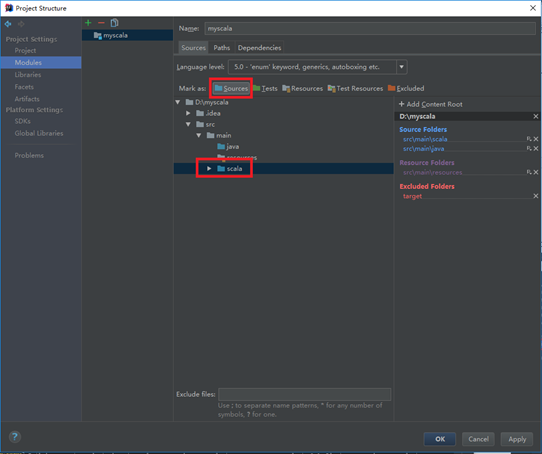 Project Structure
Project Settings
Project
Modules
Libraries
Facets
Artifacts
Platform Settings
SDKs
Global Libraries
Problems
myscala
Name: myscala
Sources Paths Dependencies
Language level: 5.0 - 'enum' keyword, generics, autoboxing etc.
Mark as: Sources Tests Resources Test Resources Excluded
D:\myscala
.idea
src
main
java
resources
scala
+ Add Content Root
D:\myscala
Source Folders
src\main\scala
src\main\java
Resource Folders
src\main\resources
Excluded Folders
target
Exclude files:
Use ; to separate name patterns, * for any number of
symbols, ? for one.
OK Cancel Apply